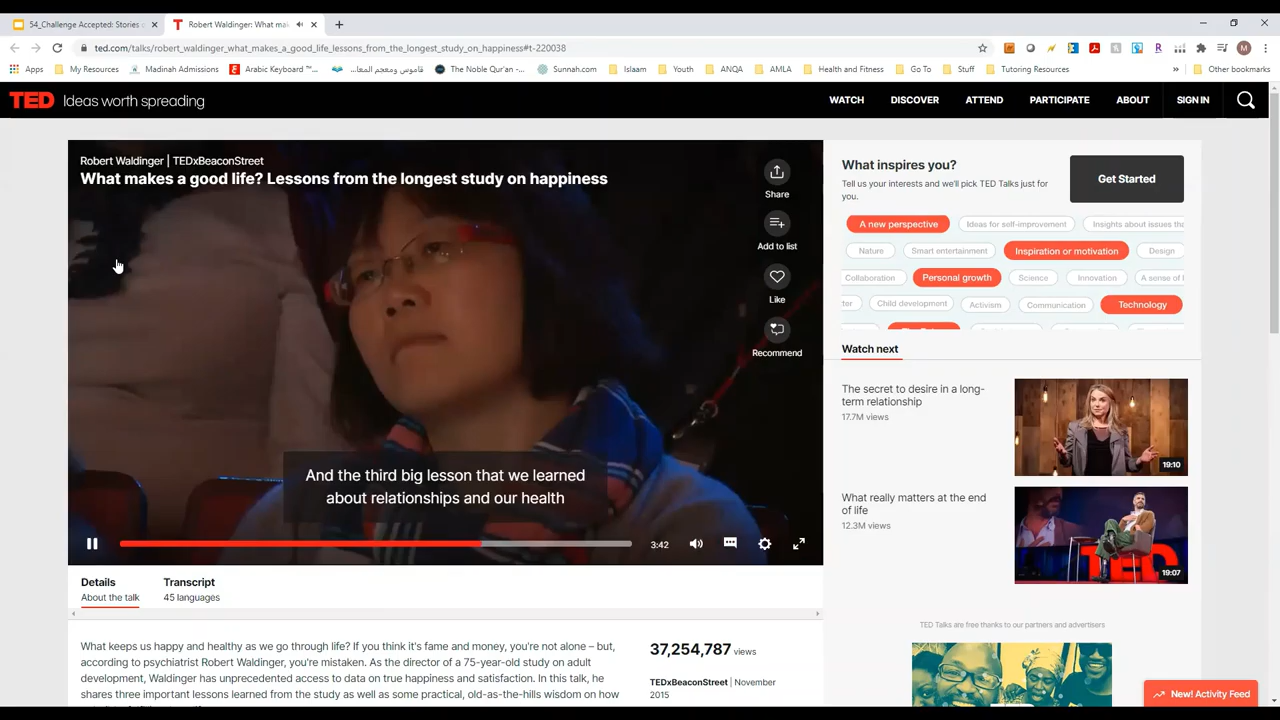 54_Challenge Accepted: Stories o
Robert Waldinger: What mak
ted.com/talks/robert_waldinger_what_makes_a_good_life_lessons_from_the_longest_study_on_happiness#t-220038
Apps My Resources Madinah Admissions Arabic Keyboard ™... قاموس ومعجم المعا... The Noble Qur'an -... Sunnah.com Islaam Youth ANQA AMLA Health and Fitness Go To Stuff Tutoring Resources » Other bookmarks
TED Ideas worth spreading WATCH DISCOVER ATTEND PARTICIPATE ABOUT SIGN IN
Robert Waldinger | TEDxBeaconStreet
What makes a good life? Lessons from the longest study on happiness
Share
Add to list
Like
Recommend
And the third big lesson that we learned
about relationships and our health
3:42
Details Transcript
About the talk 45 languages
What keeps us happy and healthy as we go through life? If you think it's fame and money, you're not alone – but,
according to psychiatrist Robert Waldinger, you're mistaken. As the director of a 75-year-old study on adult
development, Waldinger has unprecedented access to data on true happiness and satisfaction. In this talk, he
shares three important lessons learned from the study as well as some practical, old-as-the-hills wisdom on how
37,254,787 views
TEDxBeaconStreet | November
2015
What inspires you?
Tell us your interests and we'll pick TED Talks just for
you.
Get Started
A new perspective Ideas for self-improvement Insights about issues tha
Nature Smart entertainment Inspiration or motivation Design
Collaboration Personal growth Science Innovation A sense of
ter Child development Activism Communication Technology
Watch next
The secret to desire in a long-
term relationship
17.7M views
19:10
What really matters at the end
of life
12.3M views
TED
19:07
TED Talks are free thanks to our partners and advertisers
New! Activity Feed